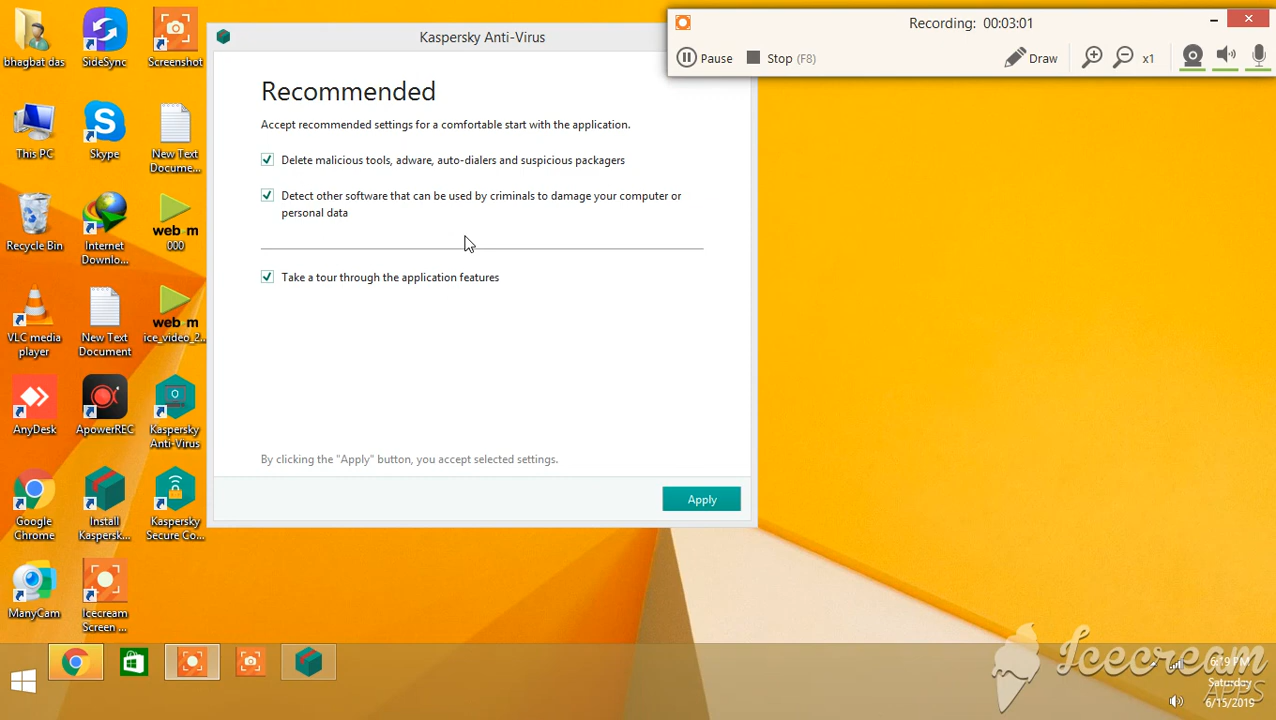 Recording: 00:03:01
Pause
Stop (F8)
Draw
x1
Kaspersky Anti-Virus
Recommended
Accept recommended settings for a comfortable start with the application.
Delete malicious tools, adware, auto-dialers and suspicious packagers
Detect other software that can be used by criminals to damage your computer or
personal data
Take a tour through the application features
By clicking the "Apply" button, you accept selected settings.
Apply
bhagbat das
SideSync
Screenshot
This PC
Skype
New Text
Docume...
Recycle Bin
Internet
Downlo...
web m
000
VLC media
player
New Text
Document
web m
ice_video_2...
AnyDesk
ApowerREC
Kaspersky
Anti-Virus
Google
Chrome
Install
Kaspersk...
Kaspersky
Secure Co...
ManyCam
Icecream
Screen ...
Icecream
APPS
6:19 PM
Saturday
6/15/2019